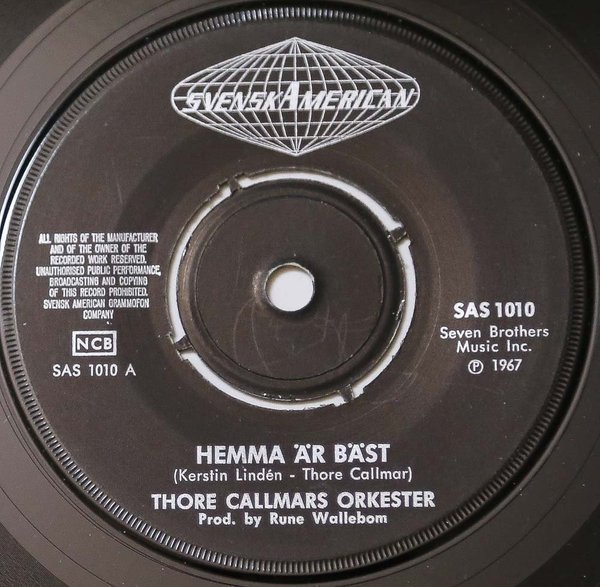 SVENSKAMERICAN
ALL RIGHTS OF THE MANUFACTURER
AND OF THE OWNER OF THE
RECORDED WORK RESERVED.
UNAUTHORISED PUBLIC PERFORMANCE,
BROADCASTING AND COPYING
OF THIS RECORD PROHIBITED.
SVENSK AMERICAN GRAMMOFON
COMPANY
NCB
SAS 1010 A
SAS 1010
Seven Brothers
Music Inc.
℗ 1967
HEMMA ÄR BÄST
(Kerstin Lindén - Thore Callmar)
THORE CALLMARS ORKESTER
Prod. by Rune Wallebom